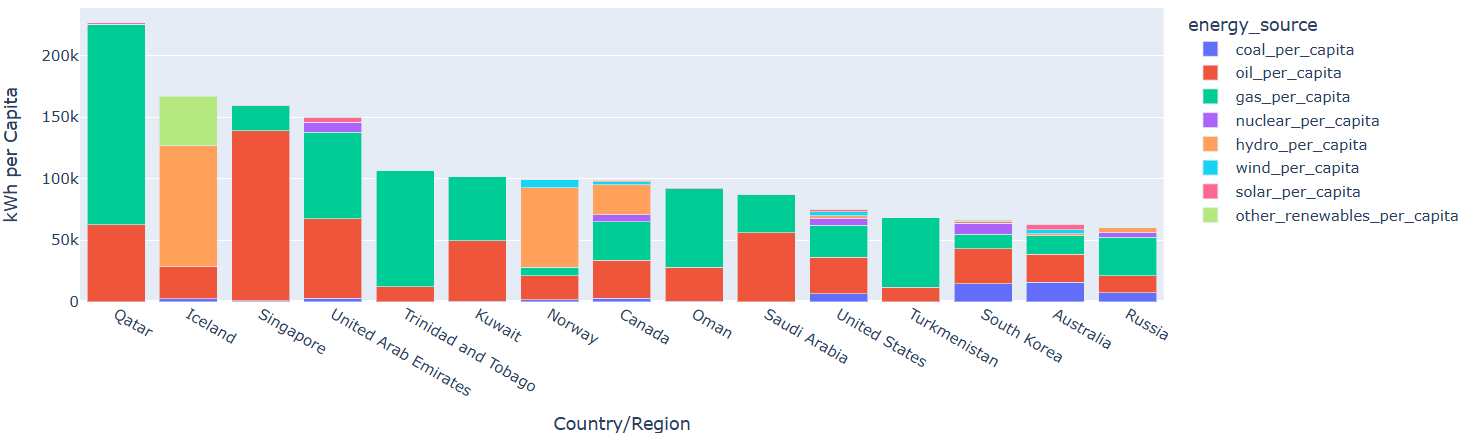 energy_source
coal_per_capita
oil_per_capita
gas_per_capita
nuclear_per_capita
hydro_per_capita
wind_per_capita
solar_per_capita
other_renewables_per_capita
kWh per Capita
200k
150k
100k
50k
0
Qatar
Iceland
Singapore
United Arab Emirates
Trinidad and Tobago
Kuwait
Norway
Canada
Oman
Saudi Arabia
United States
Turkmenistan
South Korea
Australia
Russia
Country/Region